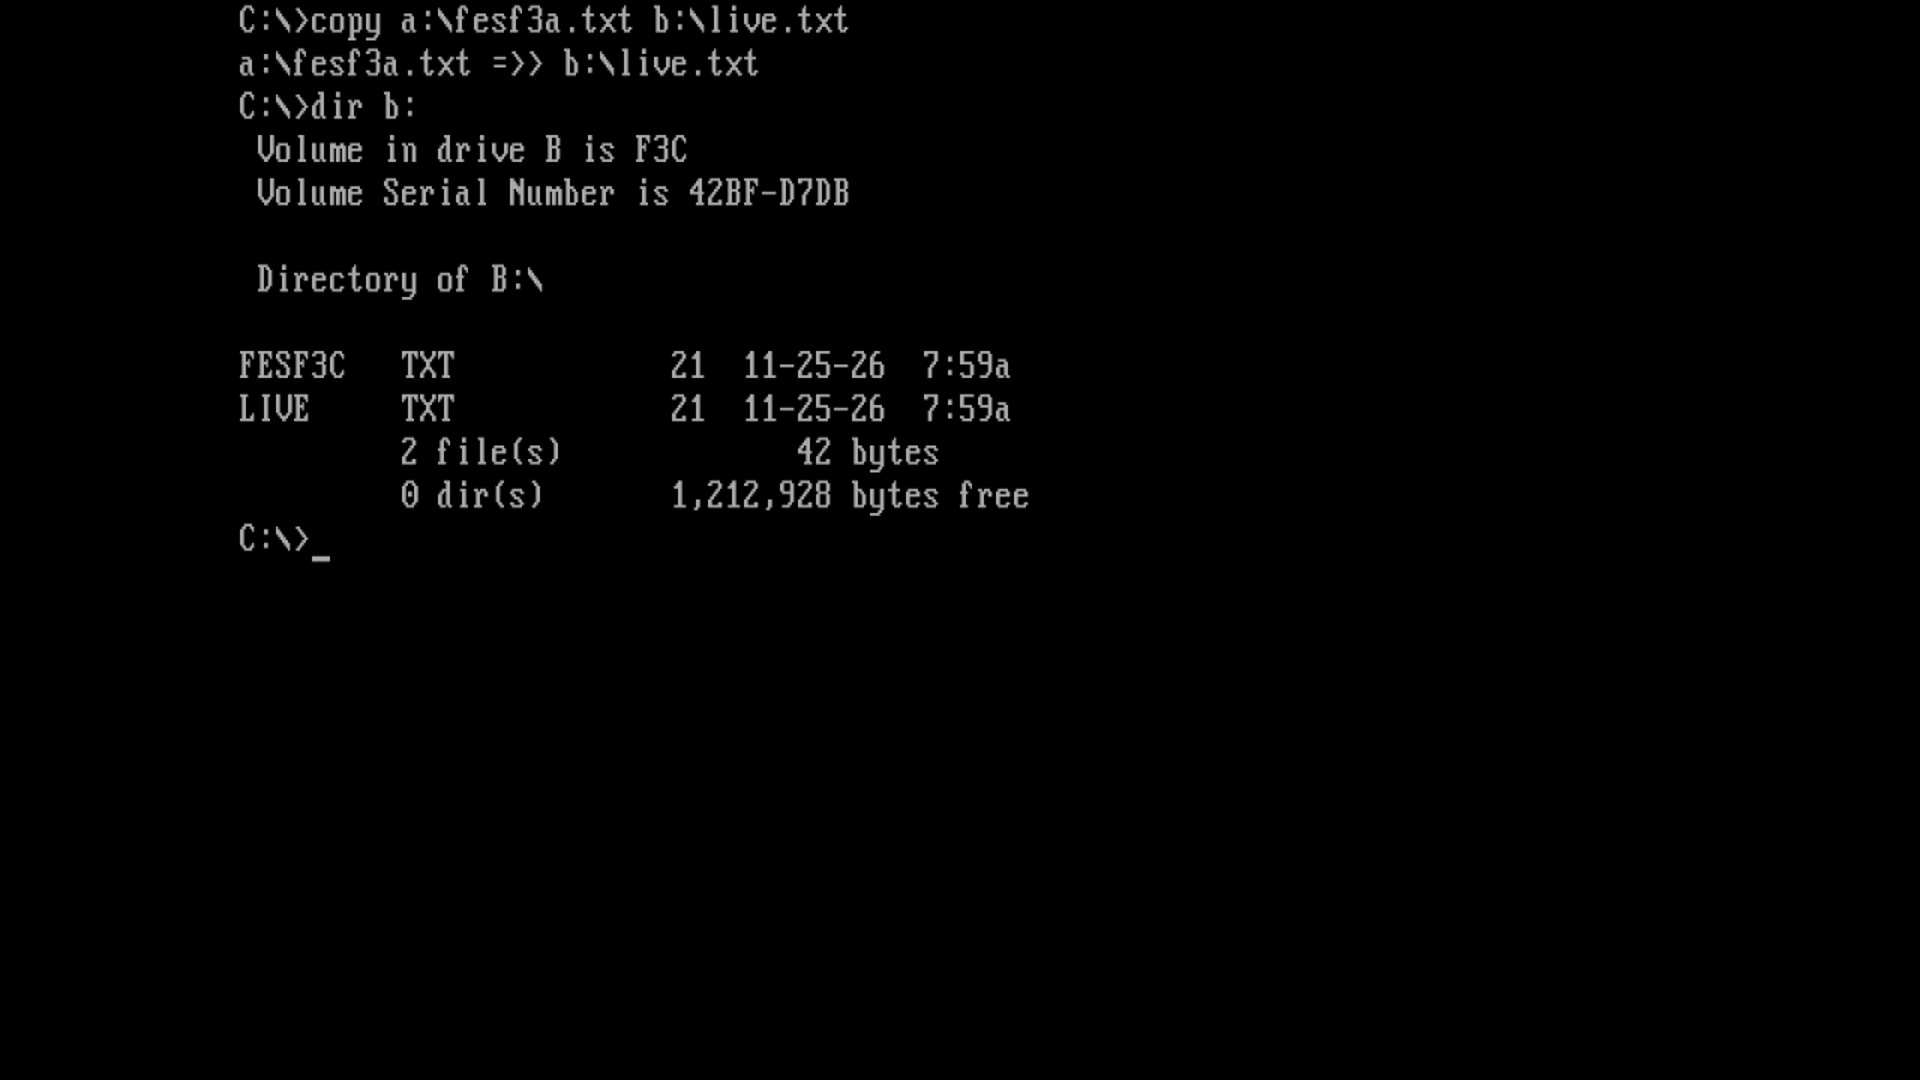 C:\>copy a:\fesf3a.txt b:\live.txt
a:\fesf3a.txt =>> b:\live.txt
C:\>dir b:
 Volume in drive B is F3C
 Volume Serial Number is 42BF-D7DB

 Directory of B:\

FESF3C   TXT            21  11-25-26  7:59a
LIVE     TXT            21  11-25-26  7:59a
         2 file(s)             42 bytes
         0 dir(s)       1,212,928 bytes free
C:\>_